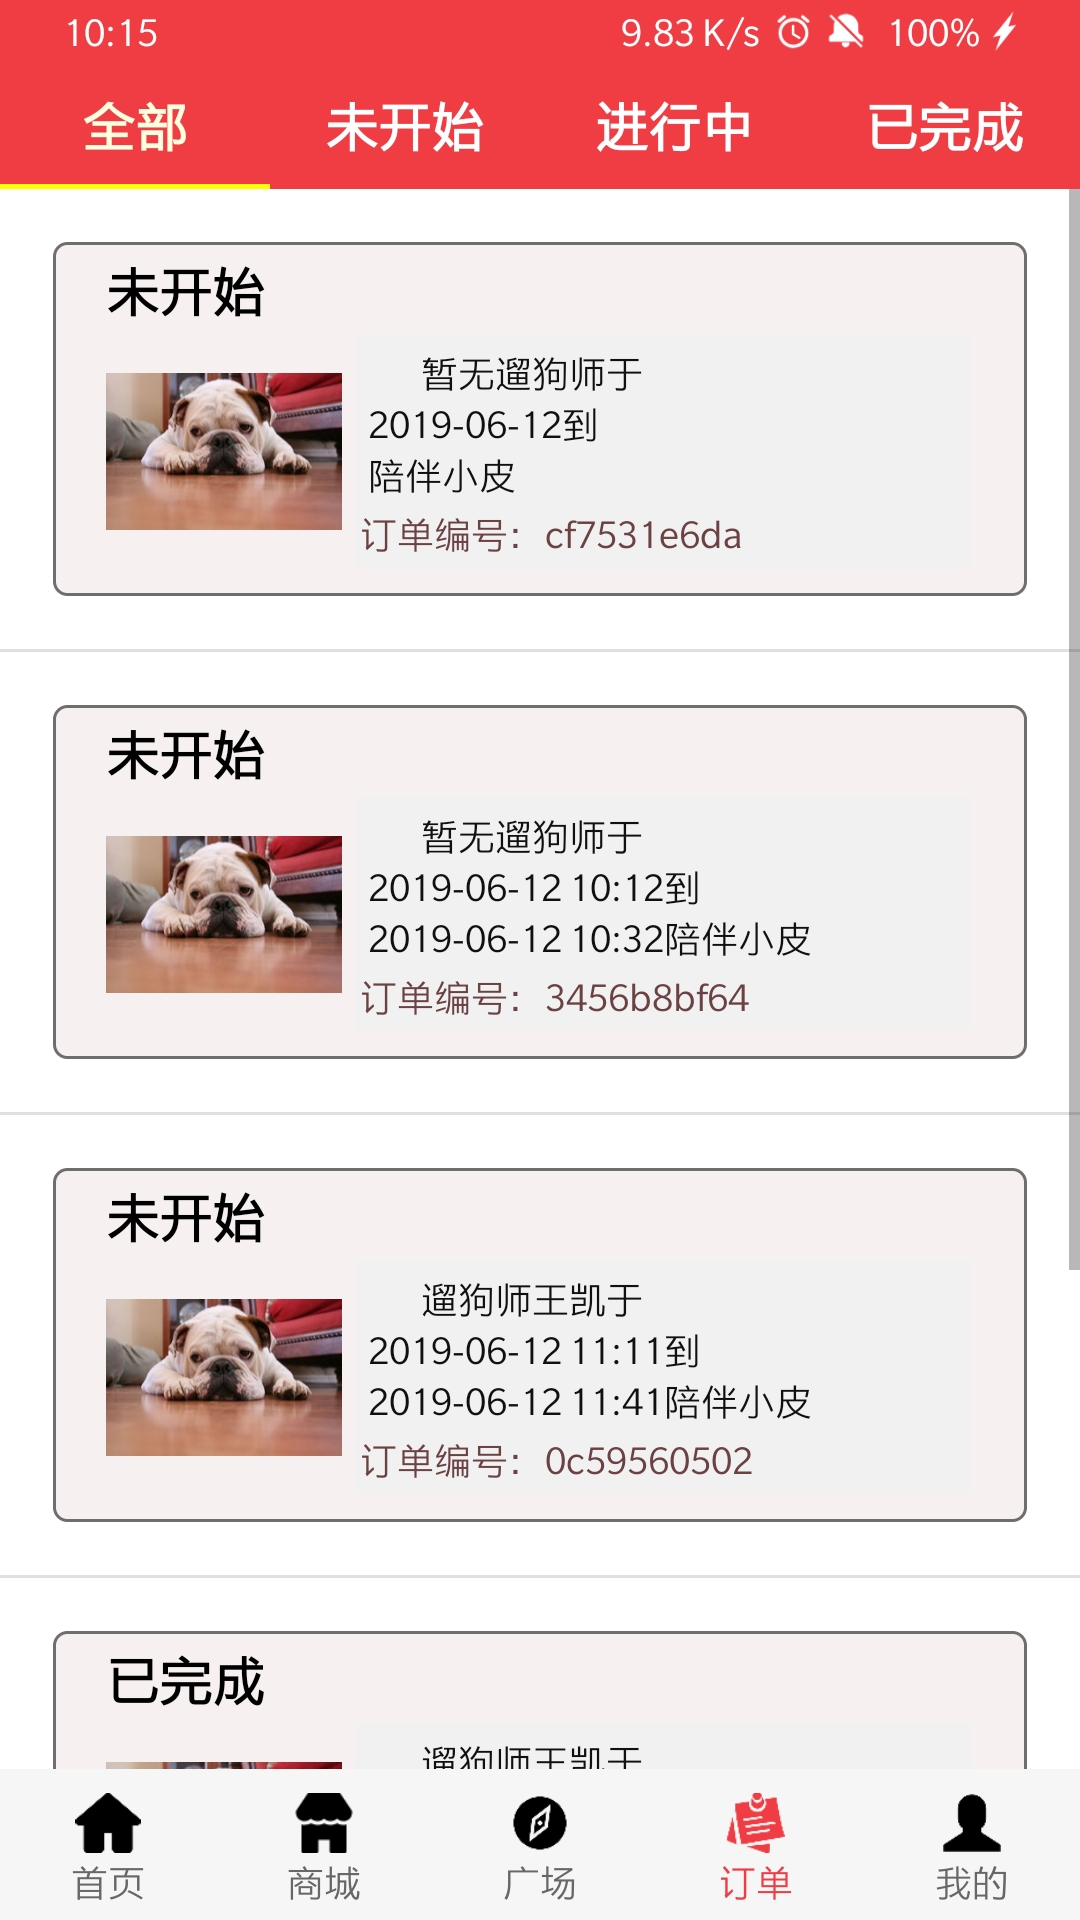 10:15 9.83 K/s 100%
全部 未开始 进行中 已完成
未开始
暂无遛狗师于
2019-06-12到
陪伴小皮
订单编号：cf7531e6da
未开始
暂无遛狗师于
2019-06-12 10:12到
2019-06-12 10:32陪伴小皮
订单编号：3456b8bf64
未开始
遛狗师王凯于
2019-06-12 11:11到
2019-06-12 11:41陪伴小皮
订单编号：0c59560502
已完成
遛狗师王凯于
首页 商城 广场 订单 我的